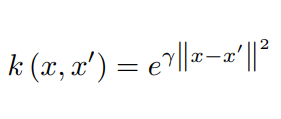 k (x, x′) = e^{γ‖x−x′‖²}